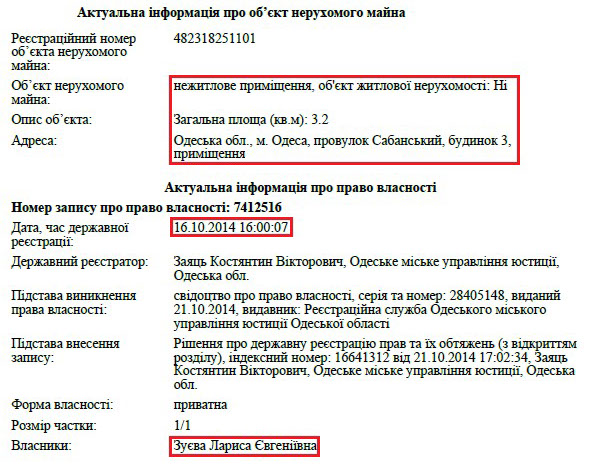 Актуальна інформація про об’єкт нерухомого майна
Реєстраційний номер 482318251101
об’єкта нерухомого
майна:
Об’єкт нерухомого нежитлове приміщення, об'єкт житлової нерухомості: Ні
майна:
Опис об’єкта: Загальна площа (кв.м): 3.2
Адреса: Одеська обл., м. Одеса, провулок Сабанський, будинок 3,
приміщення
Актуальна інформація про право власності
Номер запису про право власності: 7412516
Дата, час державної 16.10.2014 16:00:07
реєстрації:
Державний реєстратор: Заяць Костянтин Вікторович, Одеське міське управління юстиції,
Одеська обл.
Підстава виникнення свідоцтво про право власності, серія та номер: 28405148, виданий
права власності: 21.10.2014, видавник: Реєстраційна служба Одеського міського
управління юстиції Одеської області
Підстава внесення Рішення про державну реєстрацію прав та їх обтяжень (з відкриттям
запису: розділу), індексний номер: 16641312 від 21.10.2014 17:02:34, Заяць
Костянтин Вікторович, Одеське міське управління юстиції, Одеська
обл.
Форма власності: приватна
Розмір частки: 1/1
Власники: Зуєва Лариса Євгеніївна